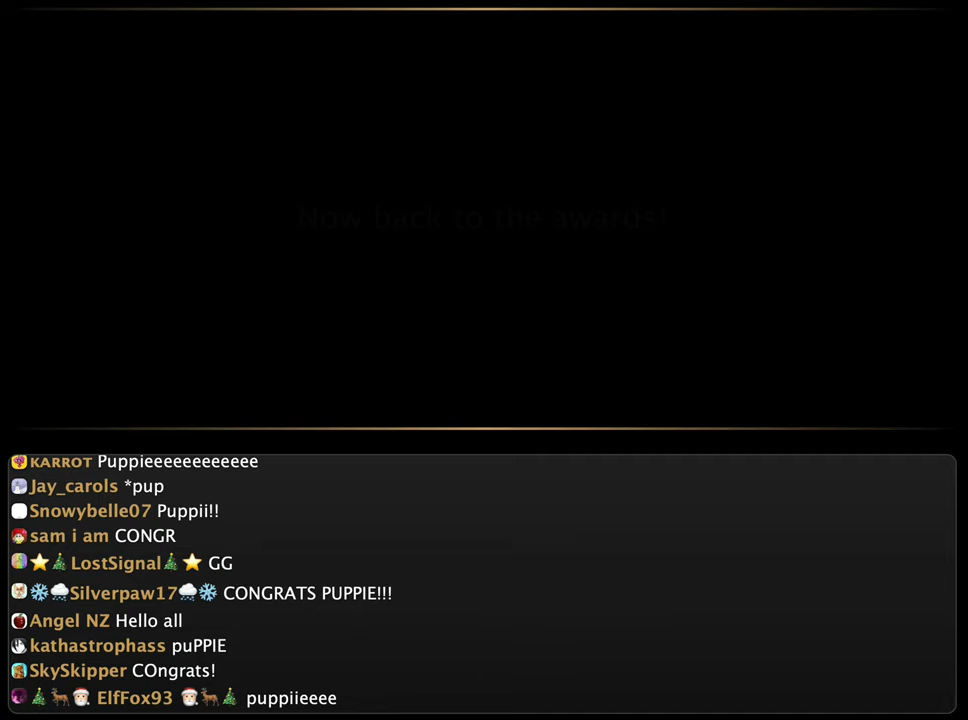 Now back to the awards!
KARROT Puppieeeeeeeeeeee
Jay_carols *pup
Snowybelle07 Puppii!!
sam i am CONGR
⭐🎄LostSignal🎄⭐ GG
❄️🌨️Silverpaw17🌨️❄️ CONGRATS PUPPIE!!!
Angel NZ Hello all
kathastrophass puPPIE
SkySkipper COngrats!
🎄🦌🎅🏻 ElfFox93 🎅🏻🦌🎄 puppiieeee